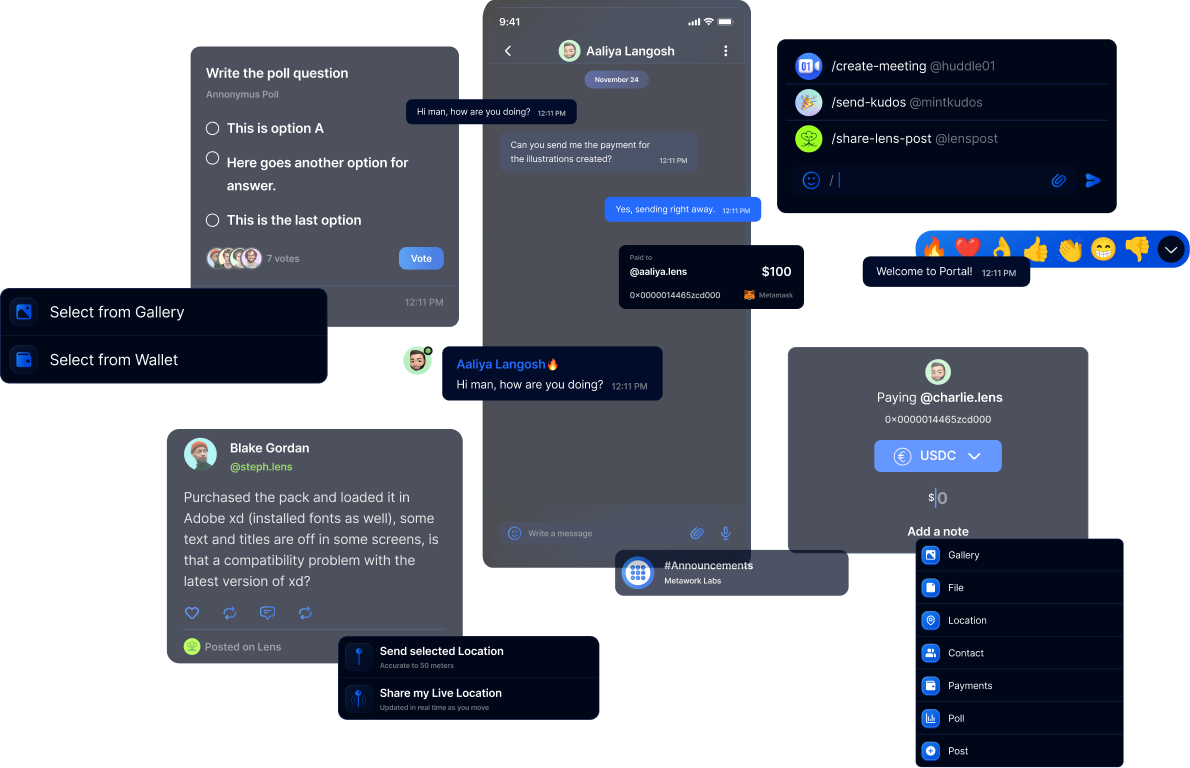 Write the poll question
Annonymus Poll
This is option A
Here goes another option for
answer.
This is the last option
7 votes
Vote
12:11 PM
Select from Gallery
Select from Wallet
9:41
Aaliya Langosh
November 24
Hi man, how are you doing? 12:11 PM
Can you send me the payment for
the illustrations created? 12:11 PM
Yes, sending right away. 12:11 PM
Paid to
@aaliya.lens $100
0x0000014465zcd000 Metamask
Aaliya Langosh🔥
Hi man, how are you doing? 12:11 PM
Write a message
#Announcements
Metawork Labs
01
/create-meeting @huddle01
/send-kudos @mintkudos
/share-lens-post @lenspost
/
🔥❤️👌👍👏😁👎
Welcome to Portal! 12:11 PM
Paying @charlie.lens
0x0000014465zcd000
€ USDC
$0
Add a note
Gallery
File
Location
Contact
Payments
Poll
Post
Blake Gordan
@steph.lens
Purchased the pack and loaded it in
Adobe xd (installed fonts as well), some
text and titles are off in some screens, is
that a compatibility problem with the
latest version of xd?
Posted on Lens
Send selected Location
Accurate to 50 meters
Share my Live Location
Updated in real time as you move